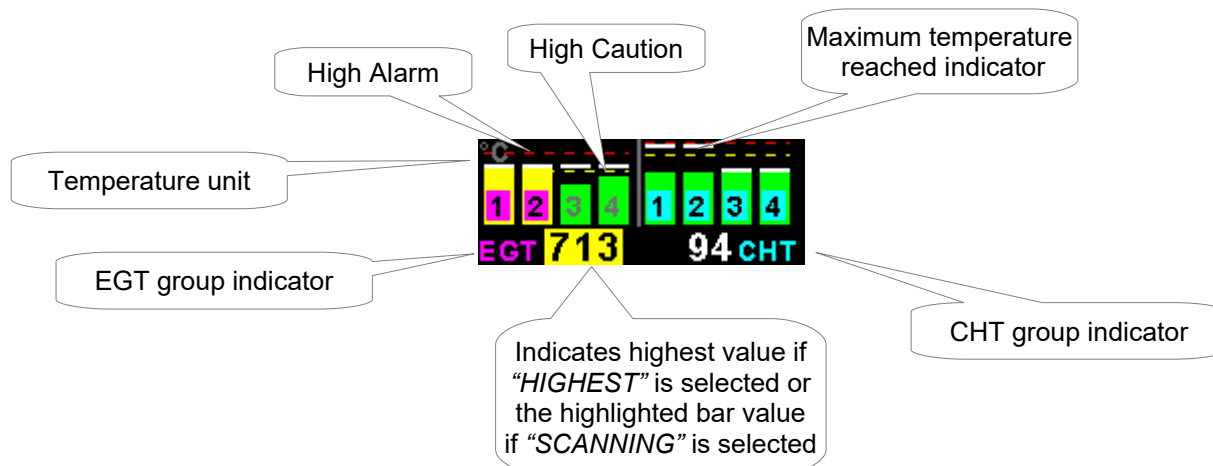 High Alarm
High Caution
Maximum temperature
reached indicator
Temperature unit
°C
1 2 3 4 1 2 3 4
EGT 713 94 CHT
EGT group indicator
CHT group indicator
Indicates highest value if
“HIGHEST” is selected or
the highlighted bar value
if “SCANNING” is selected